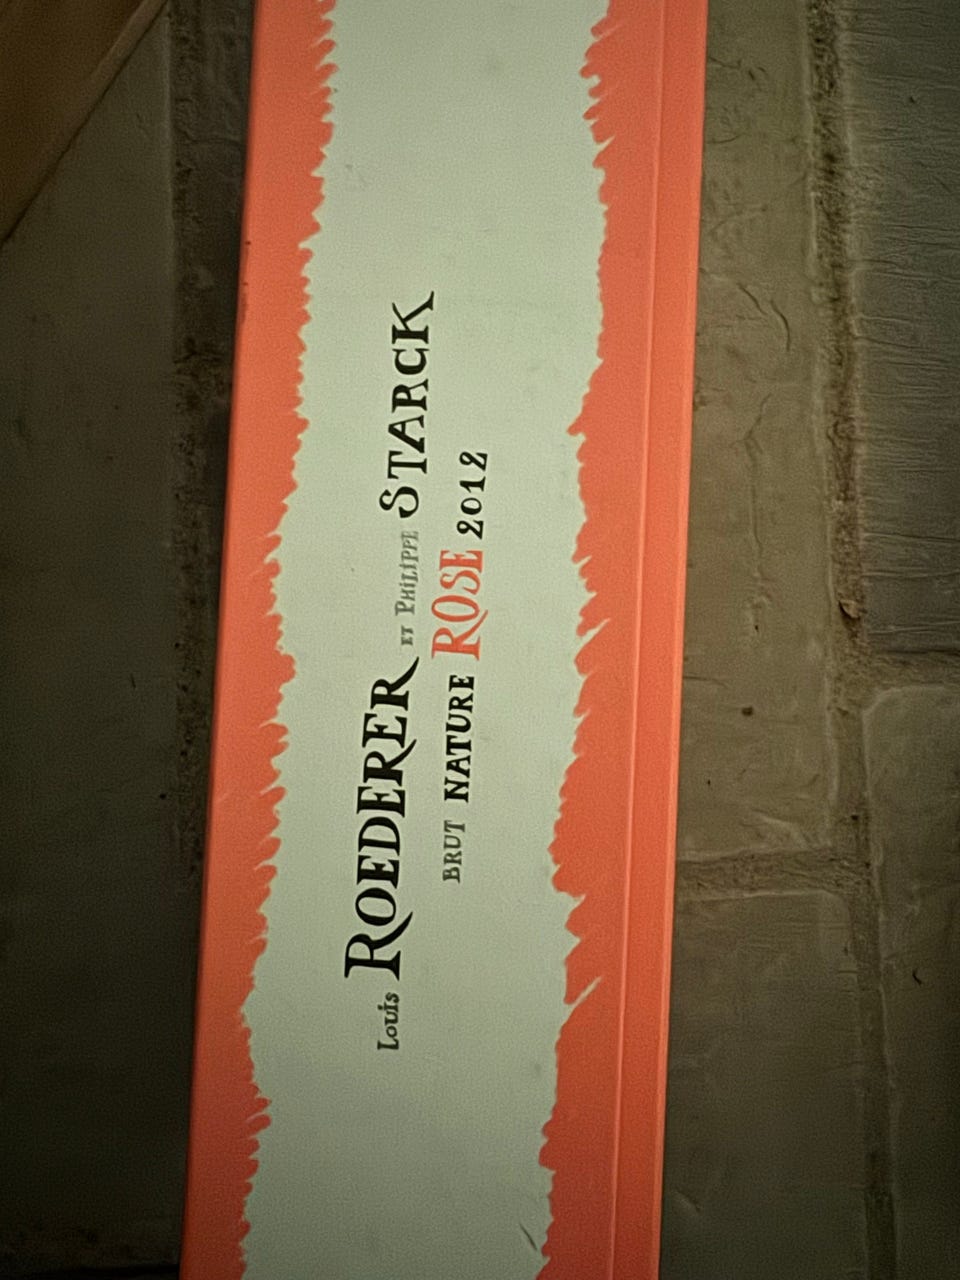 Louis ROEDERER ET PHILIPPE STARCK
BRUT NATURE ROSE 2012